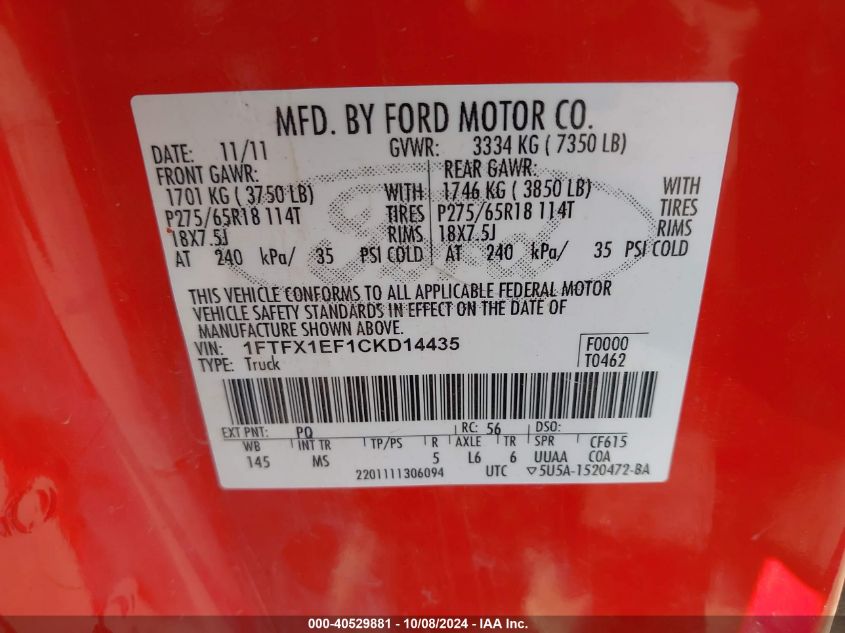 MFD. BY FORD MOTOR CO.
DATE: 11/11 GVWR: 3334 KG ( 7350 LB)
FRONT GAWR: REAR GAWR:
1701 KG ( 3750 LB) WITH 1746 KG ( 3850 LB) WITH
P275/65R18 114T TIRES P275/65R18 114T TIRES
18X7.5J RIMS 18X7.5J RIMS
AT 240 kPa/ 35 PSI COLD AT 240 kPa/ 35 PSI COLD
Ford
THIS VEHICLE CONFORMS TO ALL APPLICABLE FEDERAL MOTOR
VEHICLE SAFETY STANDARDS IN EFFECT ON THE DATE OF
MANUFACTURE SHOWN ABOVE.
VIN: 1FTFX1EF1CKD14435 F0000
TYPE: Truck T0462
EXT PNT: PQ RC: 56 DSO:
WB INT TR TP/PS R AXLE TR SPR CF615
145 MS 5 L6 6 UUAA COA
2201111306094 UTC ▽5U5A-1520472-BA
000-40529881 - 10/08/2024 - IAA Inc.